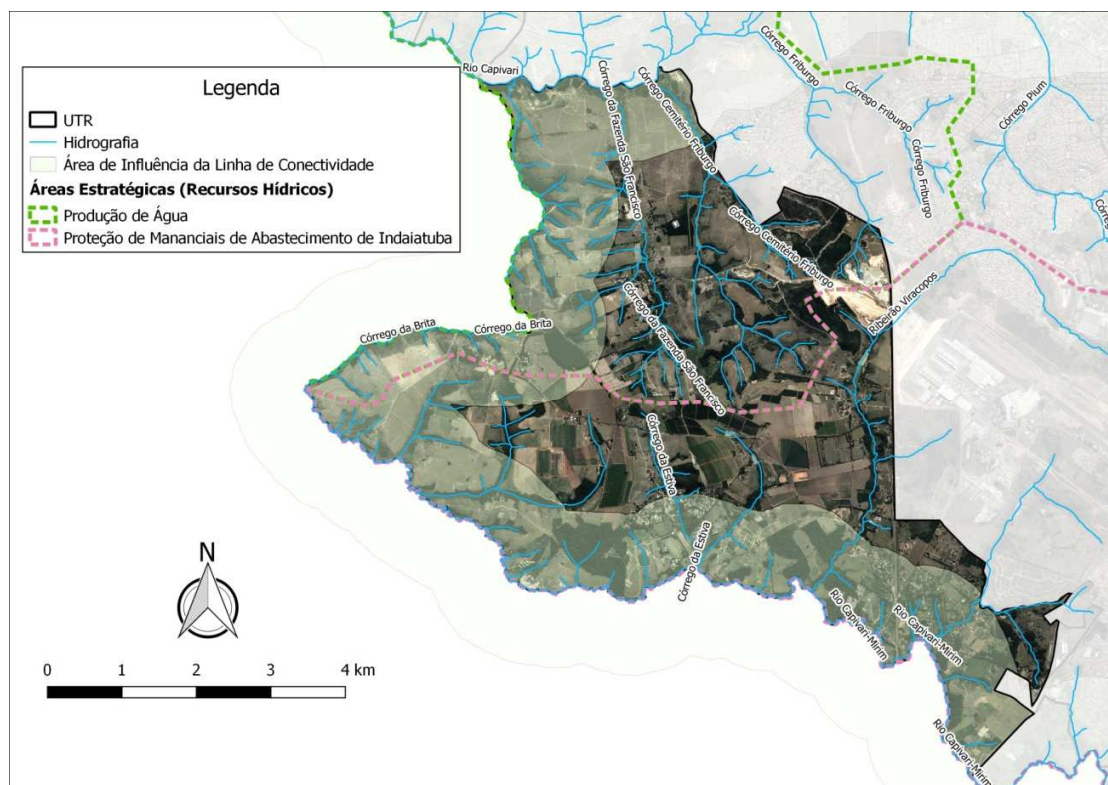 Legenda
UTR
Hidrografia
Área de Influência da Linha de Conectividade
Áreas Estratégicas (Recursos Hídricos)
Produção de Água
Proteção de Mananciais de Abastecimento de Indaiatuba
Rio Capivari
Córrego da Fazenda São Francisco
Córrego Cemitério Friburgo
Córrego Friburgo
Córrego Friburgo
Córrego Friburgo
Córrego Pium
Córrego Cemitério Friburgo
Ribeirão Viracopos
Córrego da Fazenda São Francisco
Córrego da Brita
Córrego da Brita
Córrego da Estiva
Córrego da Estiva
Rio Capivari-Mirim
Rio Capivari-Mirim
Rio Capivari-Mirim
N
0 1 2 3 4 km